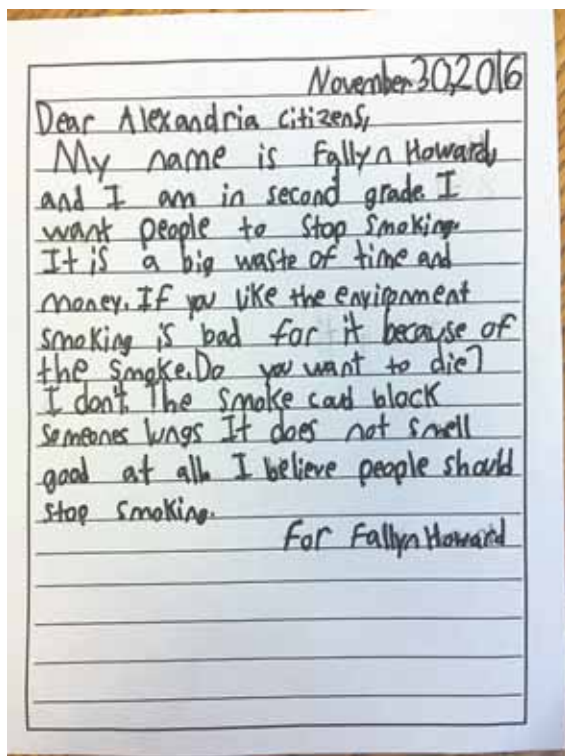 November 30, 2016
Dear Alexandria citizens,
My name is Fallyn Howard,
and I am in second grade. I
want people to stop smoking.
It is a big waste of time and
money. If you like the envirpnment
smoking is bad for it because of
the smoke. Do you want to die?
I don't. The smoke coud block
someones lungs It does not smell
good at all. I believe people should
stop smoking.
For Fallyn Howard